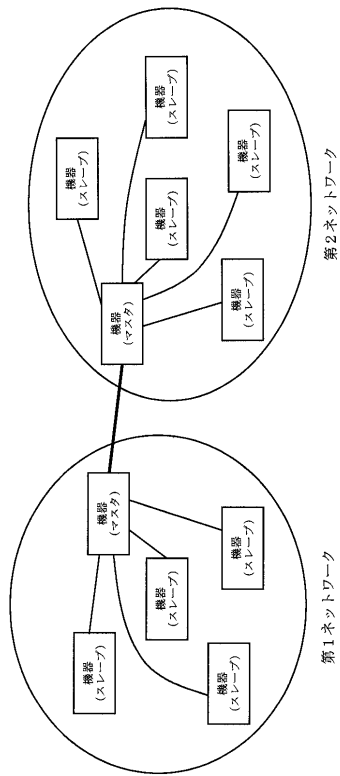 機器
(スレーブ)
機器
(マスタ)
機器
(スレーブ)
機器
(スレーブ)
機器
(スレーブ)
第1ネットワーク
機器
(スレーブ)
機器
(スレーブ)
機器
(マスタ)
機器
(スレーブ)
機器
(スレーブ)
機器
(スレーブ)
第2ネットワーク